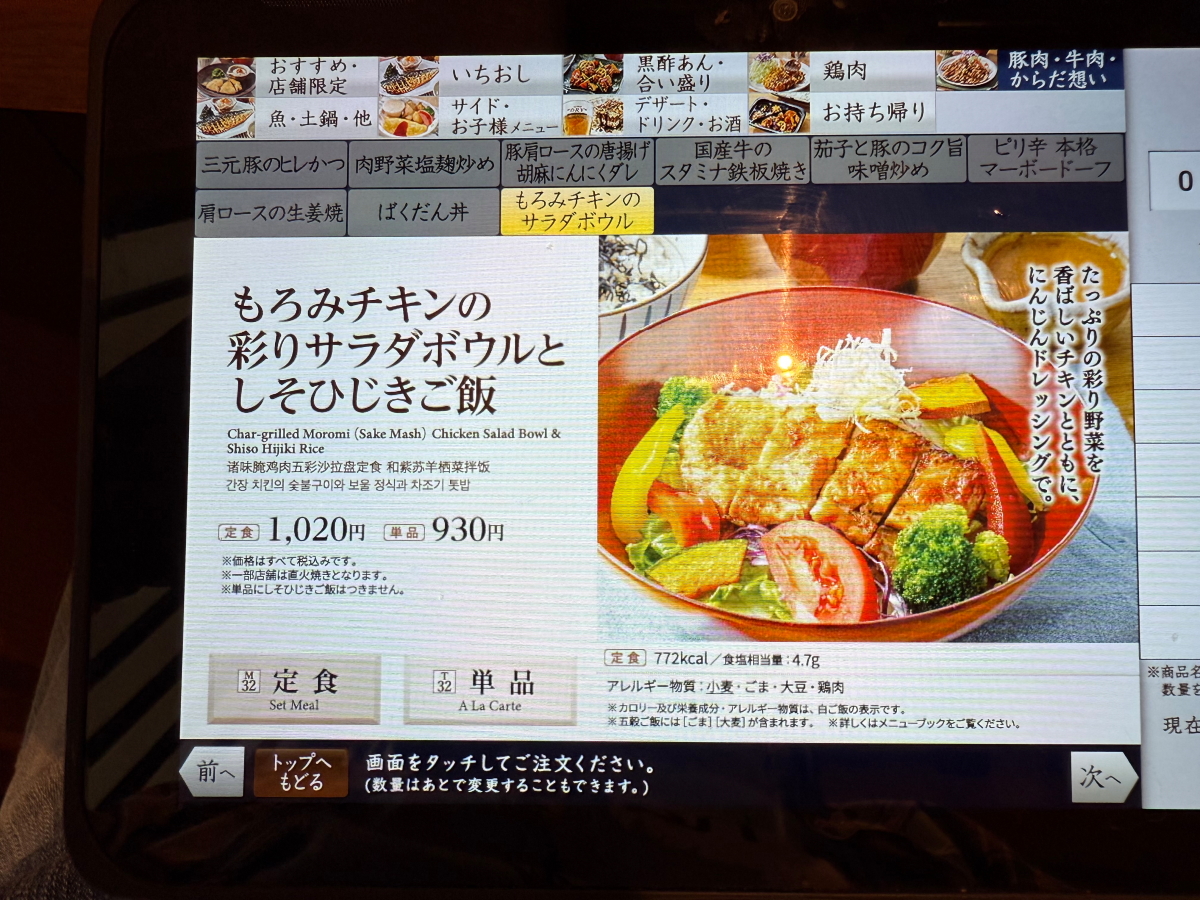 おすすめ・
店舗限定
いちおし
黒酢あん・
合い盛り
鶏肉
豚肉・牛肉・
からだ想い
魚・土鍋・他
サイド・
お子様メニュー
デザート・
ドリンク・お酒
お持ち帰り
三元豚のヒレかつ
肉野菜塩麹炒め
豚肩ロースの唐揚げ
胡麻にんにくダレ
国産牛の
スタミナ鉄板焼き
茄子と豚のコク旨
味噌炒め
ピリ辛 本格
マーボードーフ
肩ロースの生姜焼
ばくだん丼
もろみチキンの
サラダボウル
0
もろみチキンの
彩りサラダボウルと
しそひじきご飯
Char-grilled Moromi (Sake Mash) Chicken Salad Bowl &
Shiso Hijiki Rice
诸味腌鸡肉五彩沙拉盘定食 和紫苏羊栖菜拌饭
간장 치킨의 숯불구이와 보울 정식과 차조기 톳밥
定食 1,020円 単品 930円
※価格はすべて税込みです。
※一部店舗は直火焼きとなります。
※単品にしそひじきご飯はつきません。
たっぷりの彩り野菜を
香ばしいチキンとともに、
にんじんドレッシングで。
M32 定食
Set Meal
T32 単品
A La Carte
定食 772kcal／食塩相当量：4.7g
アレルギー物質：小麦・ごま・大豆・鶏肉
※カロリー及び栄養成分・アレルギー物質は、白ご飯の表示です。
※五穀ご飯には[ごま][大麦]が含まれます。 ※詳しくはメニューブックをご覧ください。
※商品名
数量を
現在
前へ
トップへ
もどる
画面をタッチしてご注文ください。
(数量はあとで変更することもできます。)
次へ